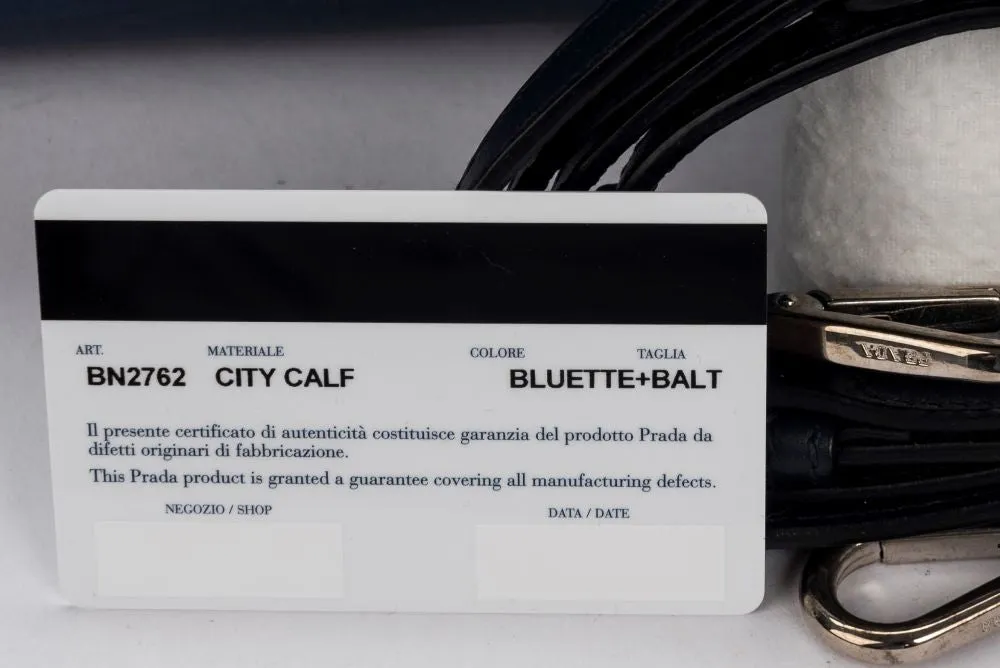 ART. MATERIALE COLORE TAGLIA
BN2762 CITY CALF BLUETTE+BALT
Il presente certificato di autenticità costituisce garanzia del prodotto Prada da
difetti originari di fabbricazione.
This Prada product is granted a guarantee covering all manufacturing defects.
NEGOZIO / SHOP DATA / DATE
PRADA